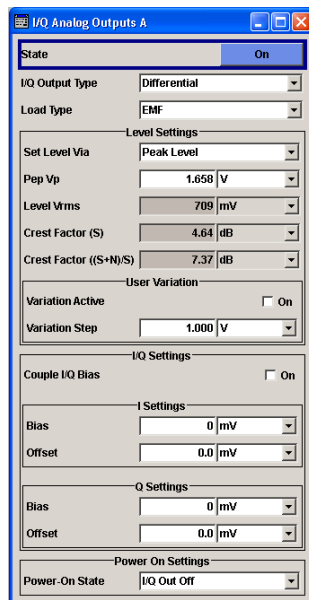 I/Q Analog Outputs A
State On
I/Q Output Type Differential
Load Type EMF
Level Settings
Set Level Via Peak Level
Pep Vp 1.658 V
Level Vrms 709 mV
Crest Factor (S) 4.64 dB
Crest Factor ((S+N)/S) 7.37 dB
User Variation
Variation Active On
Variation Step 1.000 V
I/Q Settings
Couple I/Q Bias On
I Settings
Bias 0 mV
Offset 0.0 mV
Q Settings
Bias 0 mV
Offset 0.0 mV
Power On Settings
Power-On State I/Q Out Off